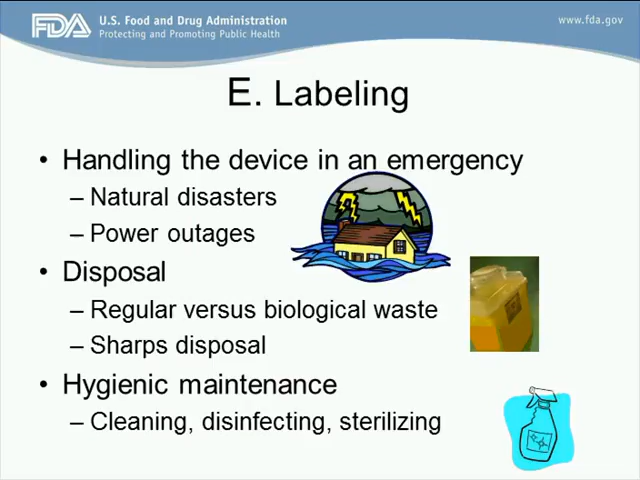 FDA U.S. Food and Drug Administration
Protecting and Promoting Public Health
www.fda.gov
E. Labeling
• Handling the device in an emergency
– Natural disasters
– Power outages
• Disposal
– Regular versus biological waste
– Sharps disposal
• Hygienic maintenance
– Cleaning, disinfecting, sterilizing